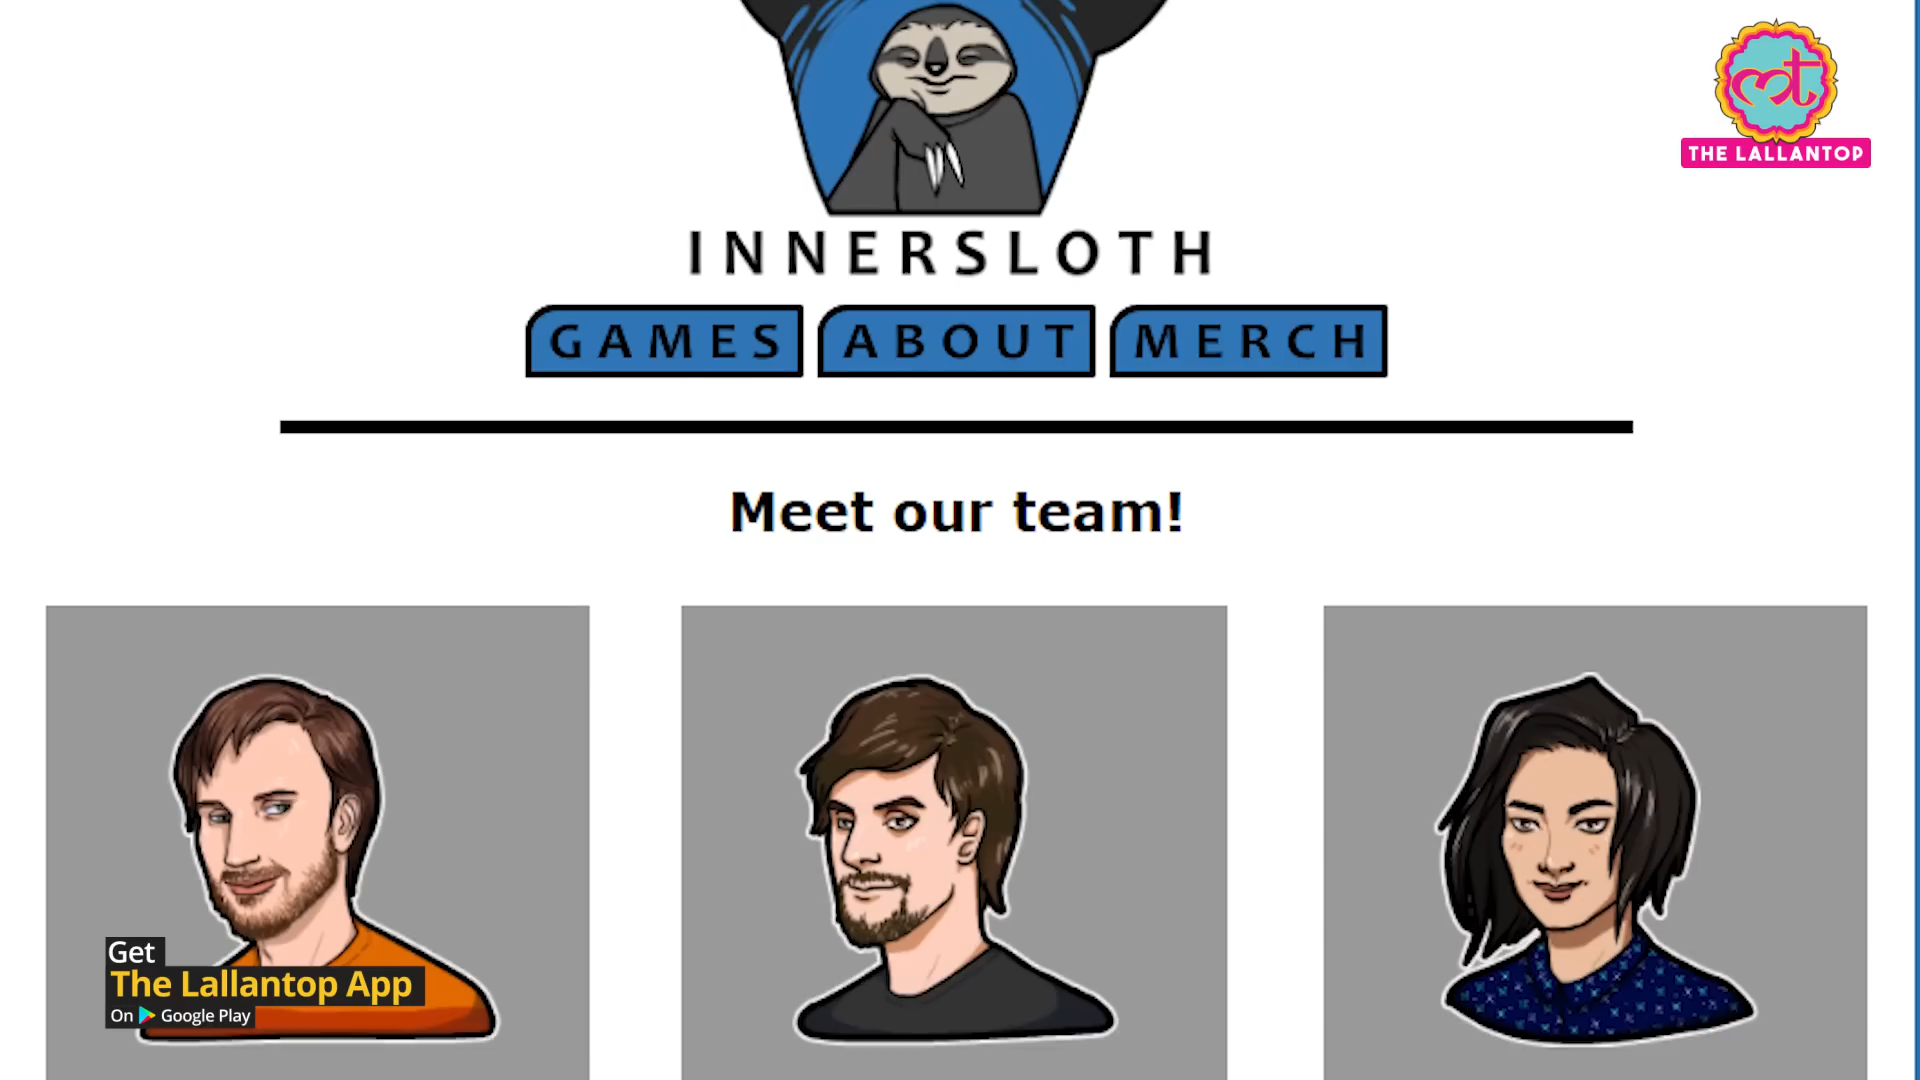 THE LALLANTOP
INNERSLOTH
GAMES ABOUT MERCH
Meet our team!
Get
The Lallantop App
On Google Play